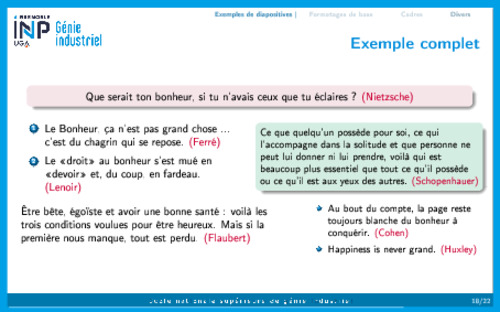 Exemples de diapositives | Formatages de base Cadres Divers
GRENOBLE
INP Génie
UGA industriel
Exemple complet
Que serait ton bonheur, si tu n'avais ceux que tu éclaires ? (Nietzsche)
1 Le Bonheur, ça n'est pas grand chose ...
c'est du chagrin qui se repose. (Ferré)
2 Le «droit» au bonheur s'est mué en
«devoir» et, du coup, en fardeau.
(Lenoir)
Ce que quelqu'un possède pour soi, ce qui
l'accompagne dans la solitude et que personne ne
peut lui donner ni lui prendre, voilà qui est
beaucoup plus essentiel que tout ce qu'il possède
ou ce qu'il est aux yeux des autres. (Schopenhauer)
Être bête, égoïste et avoir une bonne santé : voilà les
trois conditions voulues pour être heureux. Mais si la
première nous manque, tout est perdu. (Flaubert)
Au bout du compte, la page reste
toujours blanche du bonheur à
conquérir. (Cohen)
Happiness is never grand. (Huxley)
École nationale supérieure de génie industriel
18/22